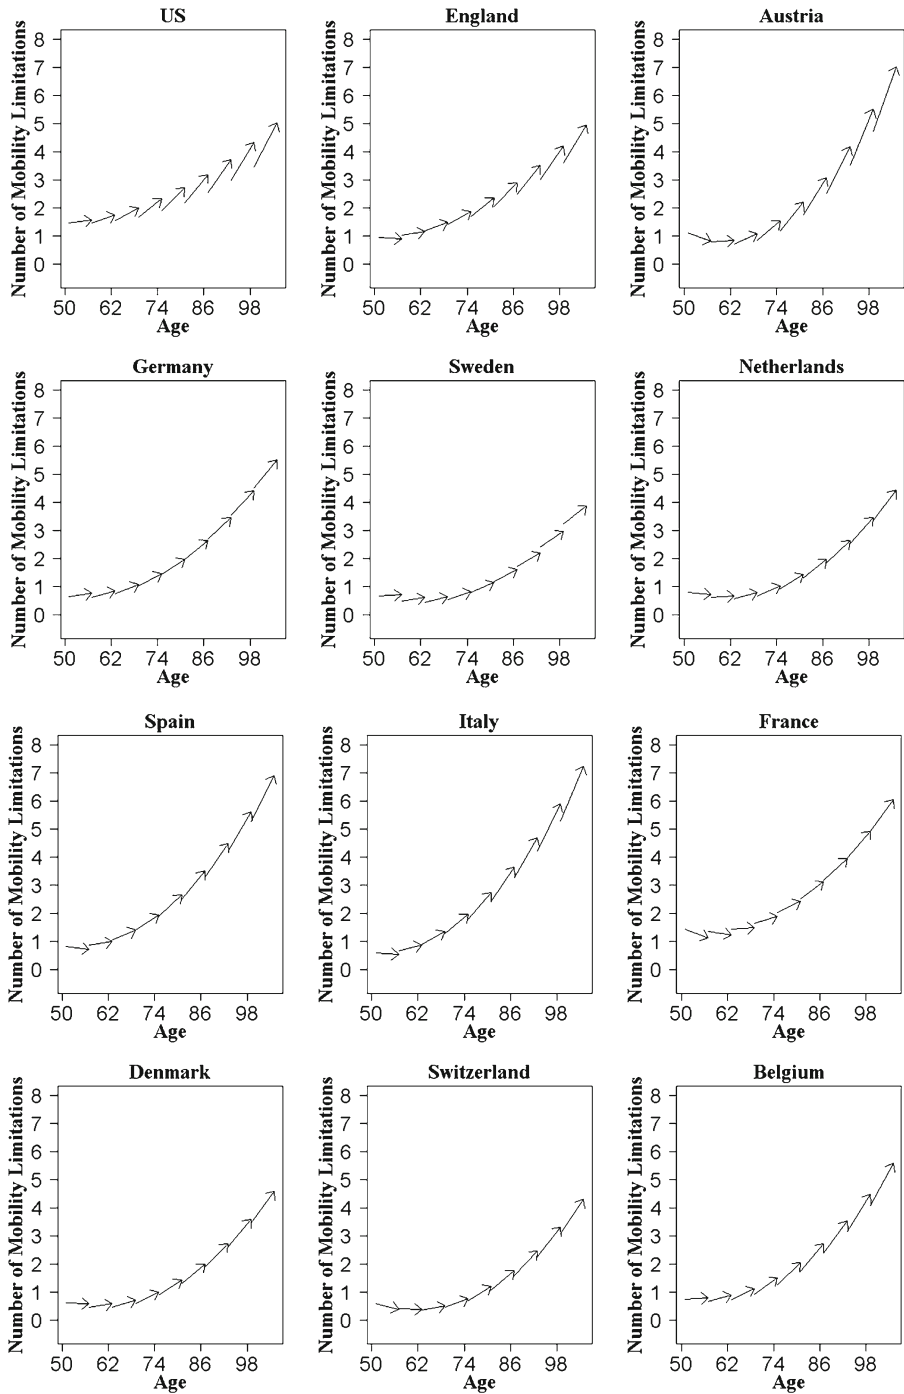 US
England
Austria
Number of Mobility Limitations
8
7
6
5
4
3
2
1
0
50 62 74 86 98
Age
Number of Mobility Limitations
8
7
6
5
4
3
2
1
0
50 62 74 86 98
Age
Number of Mobility Limitations
8
7
6
5
4
3
2
1
0
50 62 74 86 98
Age
Germany
Sweden
Netherlands
Number of Mobility Limitations
8
7
6
5
4
3
2
1
0
50 62 74 86 98
Age
Number of Mobility Limitations
8
7
6
5
4
3
2
1
0
50 62 74 86 98
Age
Number of Mobility Limitations
8
7
6
5
4
3
2
1
0
50 62 74 86 98
Age
Spain
Italy
France
Number of Mobility Limitations
8
7
6
5
4
3
2
1
0
50 62 74 86 98
Age
Number of Mobility Limitations
8
7
6
5
4
3
2
1
0
50 62 74 86 98
Age
Number of Mobility Limitations
8
7
6
5
4
3
2
1
0
50 62 74 86 98
Age
Denmark
Switzerland
Belgium
Number of Mobility Limitations
8
7
6
5
4
3
2
1
0
50 62 74 86 98
Age
Number of Mobility Limitations
8
7
6
5
4
3
2
1
0
50 62 74 86 98
Age
Number of Mobility Limitations
8
7
6
5
4
3
2
1
0
50 62 74 86 98
Age